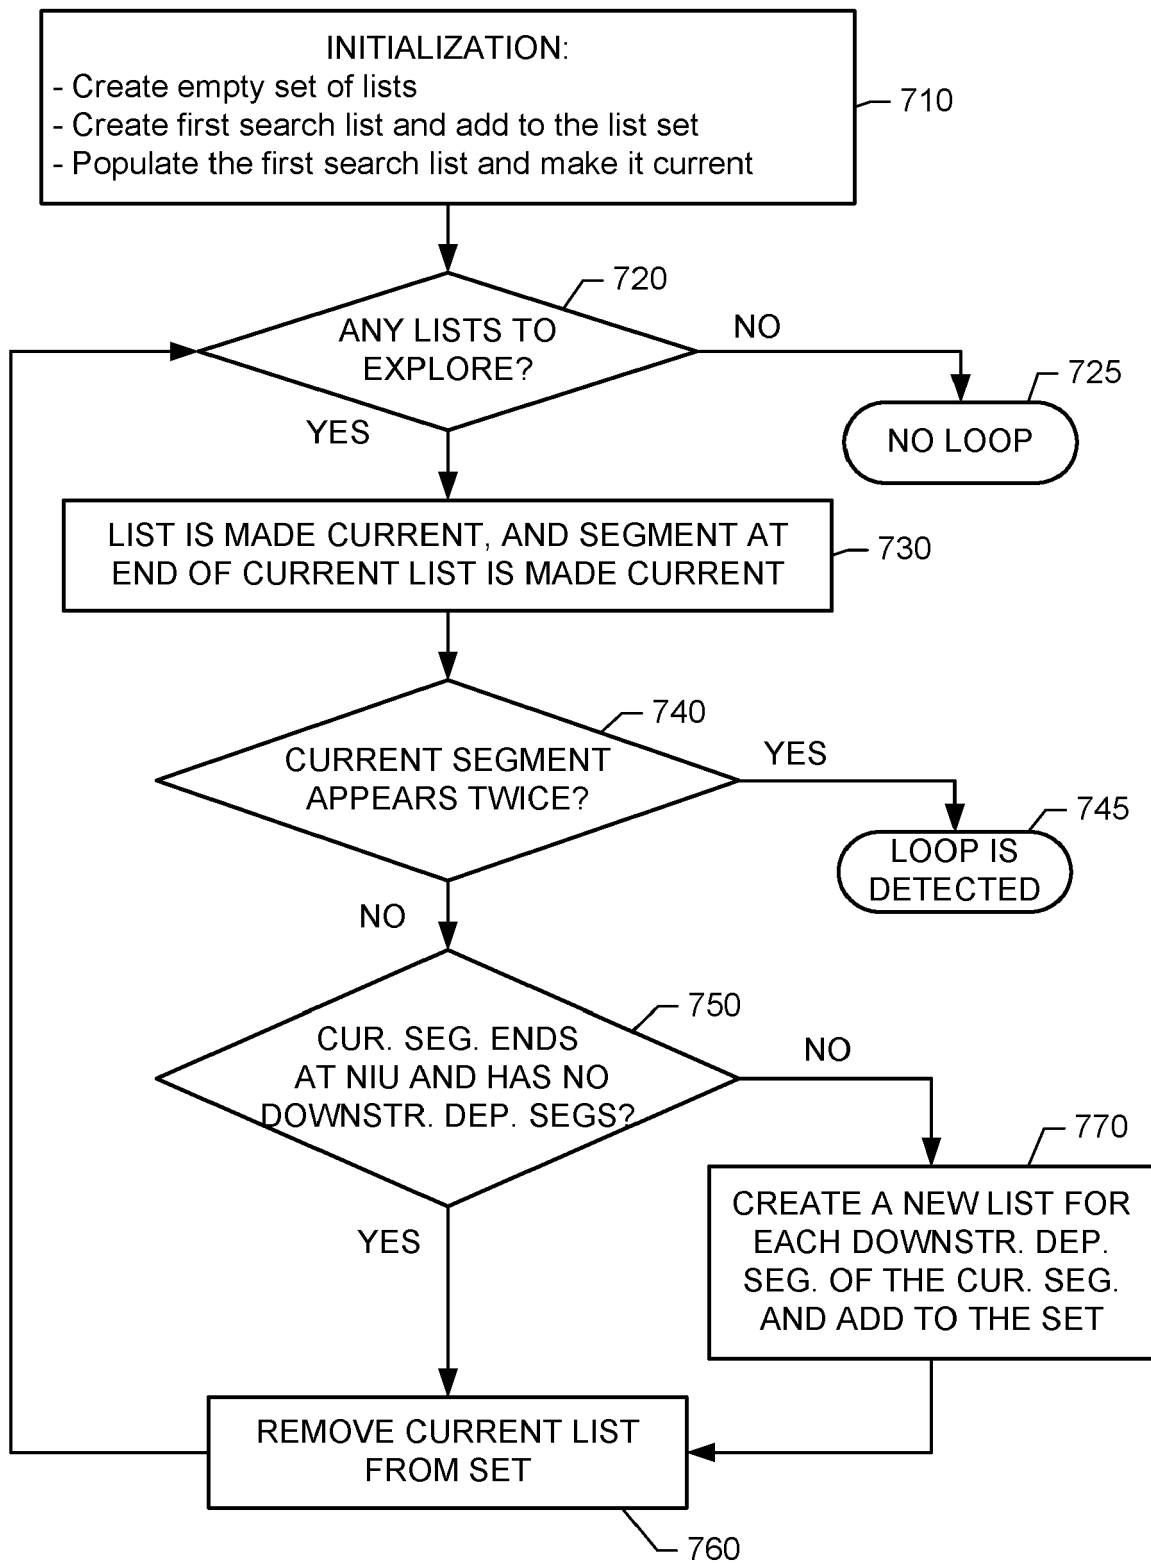 INITIALIZATION:
- Create empty set of lists
- Create first search list and add to the list set
- Populate the first search list and make it current
710
720
ANY LISTS TO
EXPLORE?
NO
725
NO LOOP
YES
LIST IS MADE CURRENT, AND SEGMENT AT
END OF CURRENT LIST IS MADE CURRENT
730
740
CURRENT SEGMENT
APPEARS TWICE?
YES
745
LOOP IS
DETECTED
NO
750
CUR. SEG. ENDS
AT NIU AND HAS NO
DOWNSTR. DEP. SEGS?
NO
770
CREATE A NEW LIST FOR
EACH DOWNSTR. DEP.
SEG. OF THE CUR. SEG.
AND ADD TO THE SET
YES
REMOVE CURRENT LIST
FROM SET
760